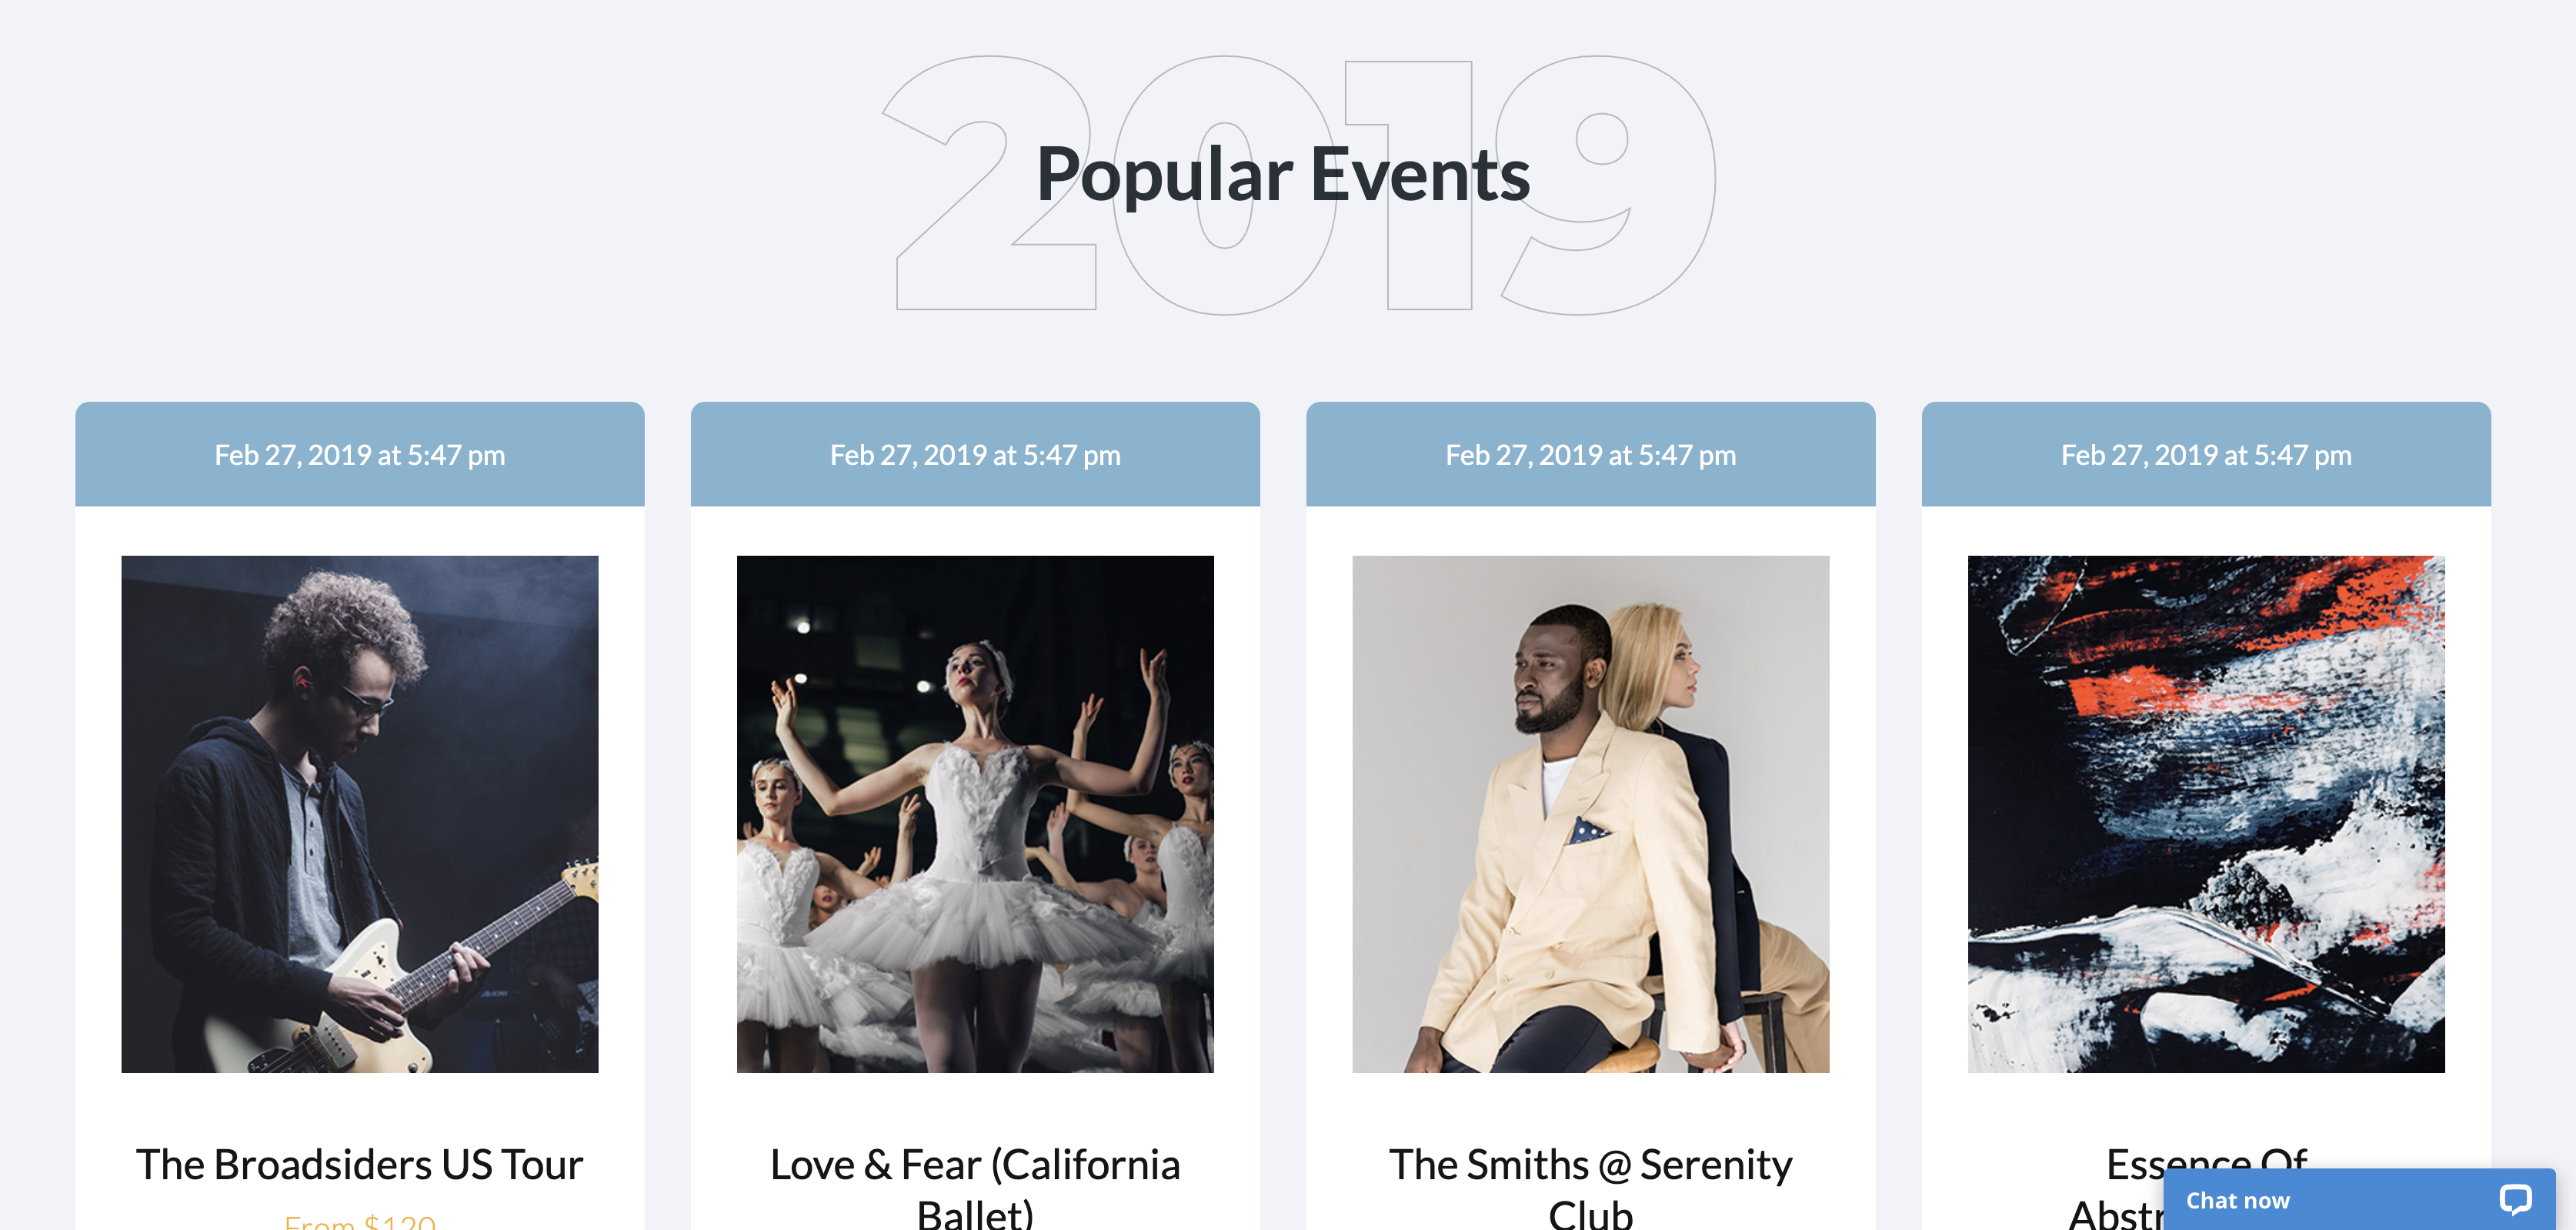 2019
Popular Events
Feb 27, 2019 at 5:47 pm
Feb 27, 2019 at 5:47 pm
Feb 27, 2019 at 5:47 pm
Feb 27, 2019 at 5:47 pm
The Broadsiders US Tour
From $120
Love & Fear (California
Ballet)
The Smiths @ Serenity
Club
Essence Of
Chat now